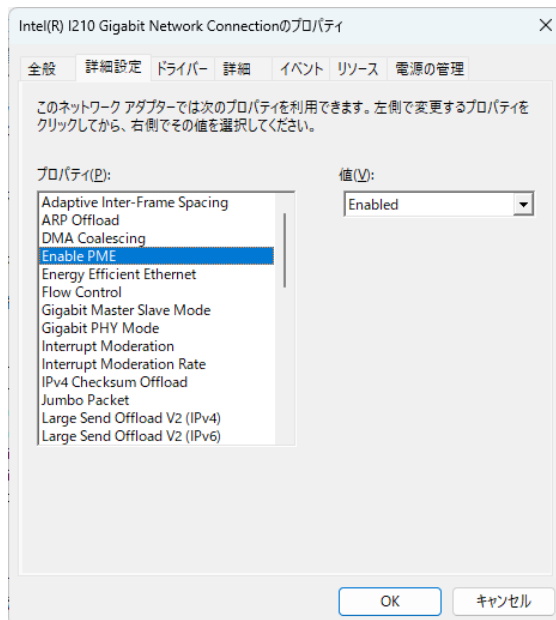 Intel(R) I210 Gigabit Network Connectionのプロパティ
全般 詳細設定 ドライバー 詳細 イベント リソース 電源の管理
このネットワーク アダプターでは次のプロパティを利用できます。左側で変更するプロパティを
クリックしてから、右側でその値を選択してください。
プロパティ(P): 値(V):
Adaptive Inter-Frame Spacing Enabled
ARP Offload
DMA Coalescing
Enable PME
Energy Efficient Ethernet
Flow Control
Gigabit Master Slave Mode
Gigabit PHY Mode
Interrupt Moderation
Interrupt Moderation Rate
IPv4 Checksum Offload
Jumbo Packet
Large Send Offload V2 (IPv4)
Large Send Offload V2 (IPv6)
OK キャンセル